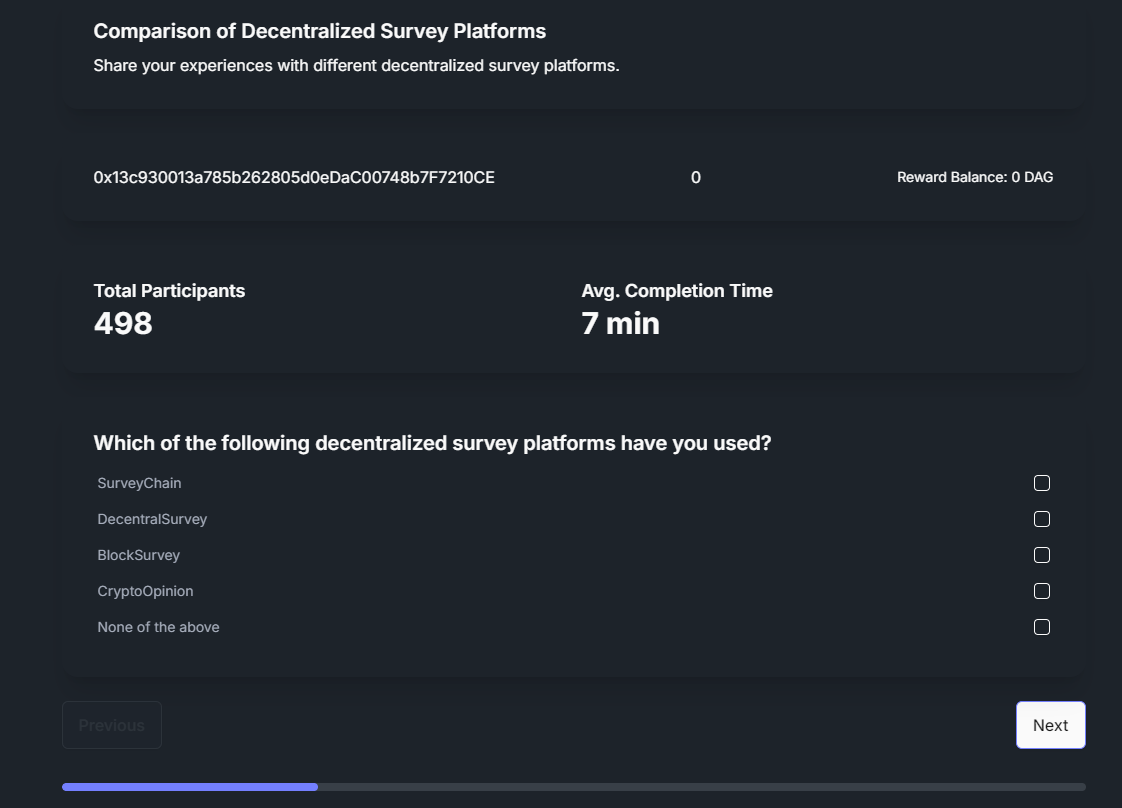 Comparison of Decentralized Survey Platforms
Share your experiences with different decentralized survey platforms.
0x13c930013a785b262805d0eDaC00748b7F7210CE
0
Reward Balance: 0 DAG
Total Participants
498
Avg. Completion Time
7 min
Which of the following decentralized survey platforms have you used?
SurveyChain
DecentralSurvey
BlockSurvey
CryptoOpinion
None of the above
Previous
Next